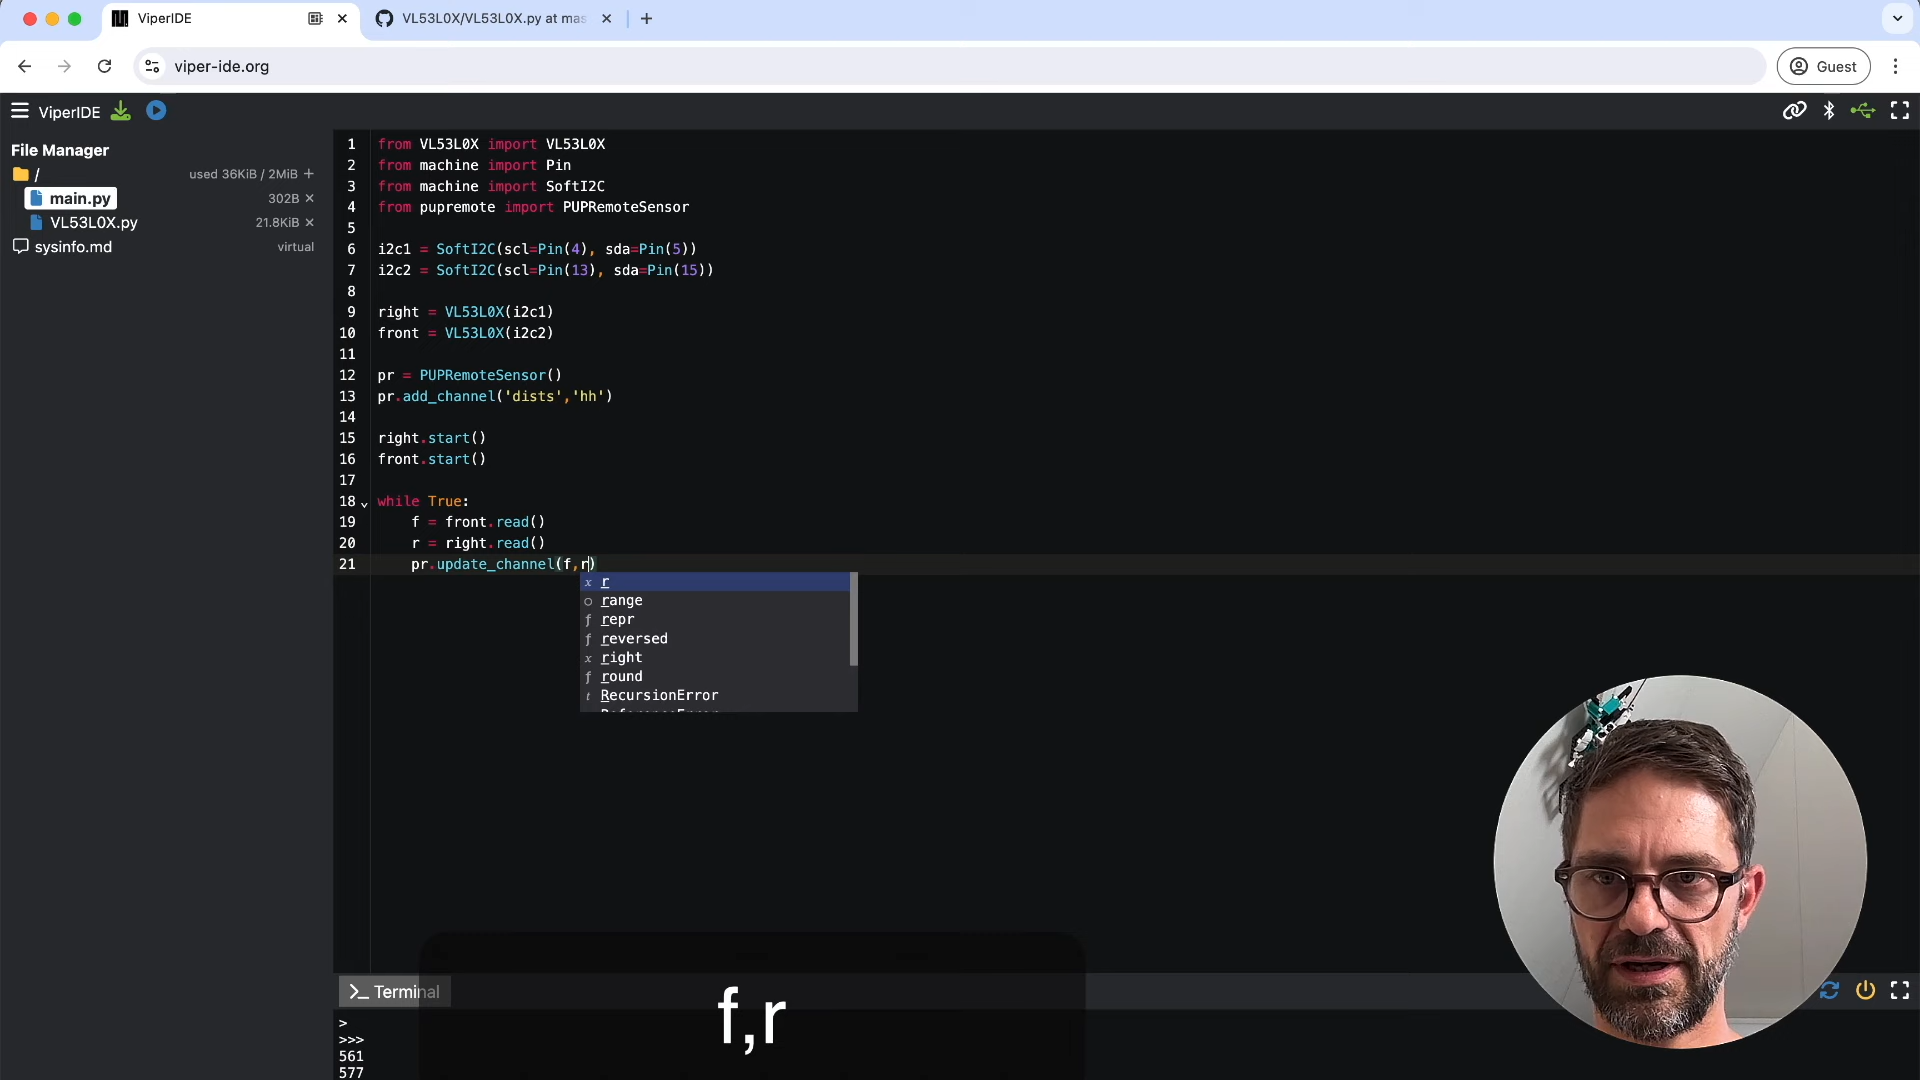 ViperIDE
VL53L0X/VL53L0X.py at mas
viper-ide.org
Guest
ViperIDE
File Manager
/
used 36KiB / 2MiB
main.py
302B
VL53L0X.py
21.8KiB
sysinfo.md
virtual
1 from VL53L0X import VL53L0X
2 from machine import Pin
3 from machine import SoftI2C
4 from pupremote import PUPRemoteSensor
5
6 i2c1 = SoftI2C(scl=Pin(4), sda=Pin(5))
7 i2c2 = SoftI2C(scl=Pin(13), sda=Pin(15))
8
9 right = VL53L0X(i2c1)
10 front = VL53L0X(i2c2)
11
12 pr = PUPRemoteSensor()
13 pr.add_channel('dists','hh')
14
15 right.start()
16 front.start()
17
18 while True:
19 f = front.read()
20 r = right.read()
21 pr.update_channel(f,r)
x r
range
f repr
f reversed
x right
f round
t RecursionError
Terminal
>
>>>
561
577
f,r